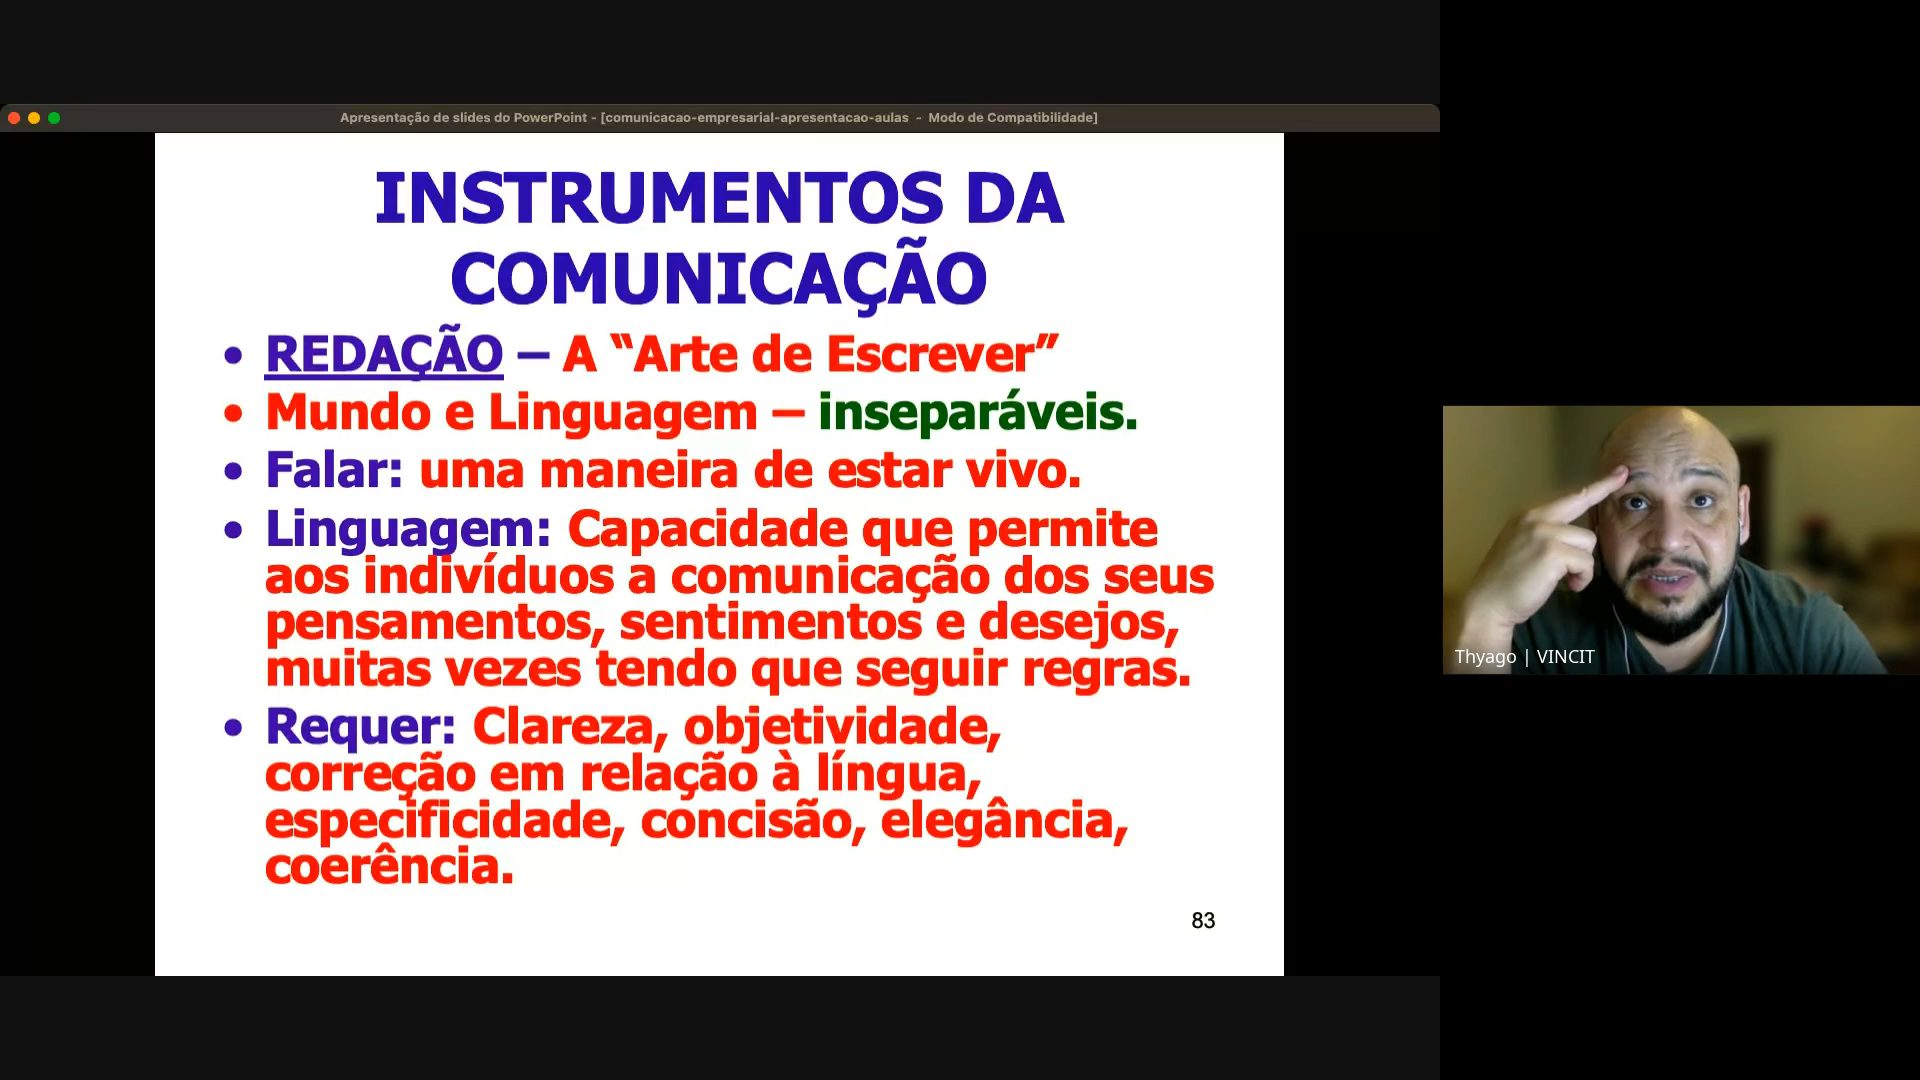 Apresentação de slides do PowerPoint - [comunicacao-empresarial-apresentacao-aulas - Modo de Compatibilidade]
INSTRUMENTOS DA
COMUNICAÇÃO
• REDAÇÃO – A “Arte de Escrever”
• Mundo e Linguagem – inseparáveis.
• Falar: uma maneira de estar vivo.
• Linguagem: Capacidade que permite
aos indivíduos a comunicação dos seus
pensamentos, sentimentos e desejos,
muitas vezes tendo que seguir regras.
• Requer: Clareza, objetividade,
correção em relação à língua,
especificidade, concisão, elegância,
coerência.
83
Thyago | VINCIT